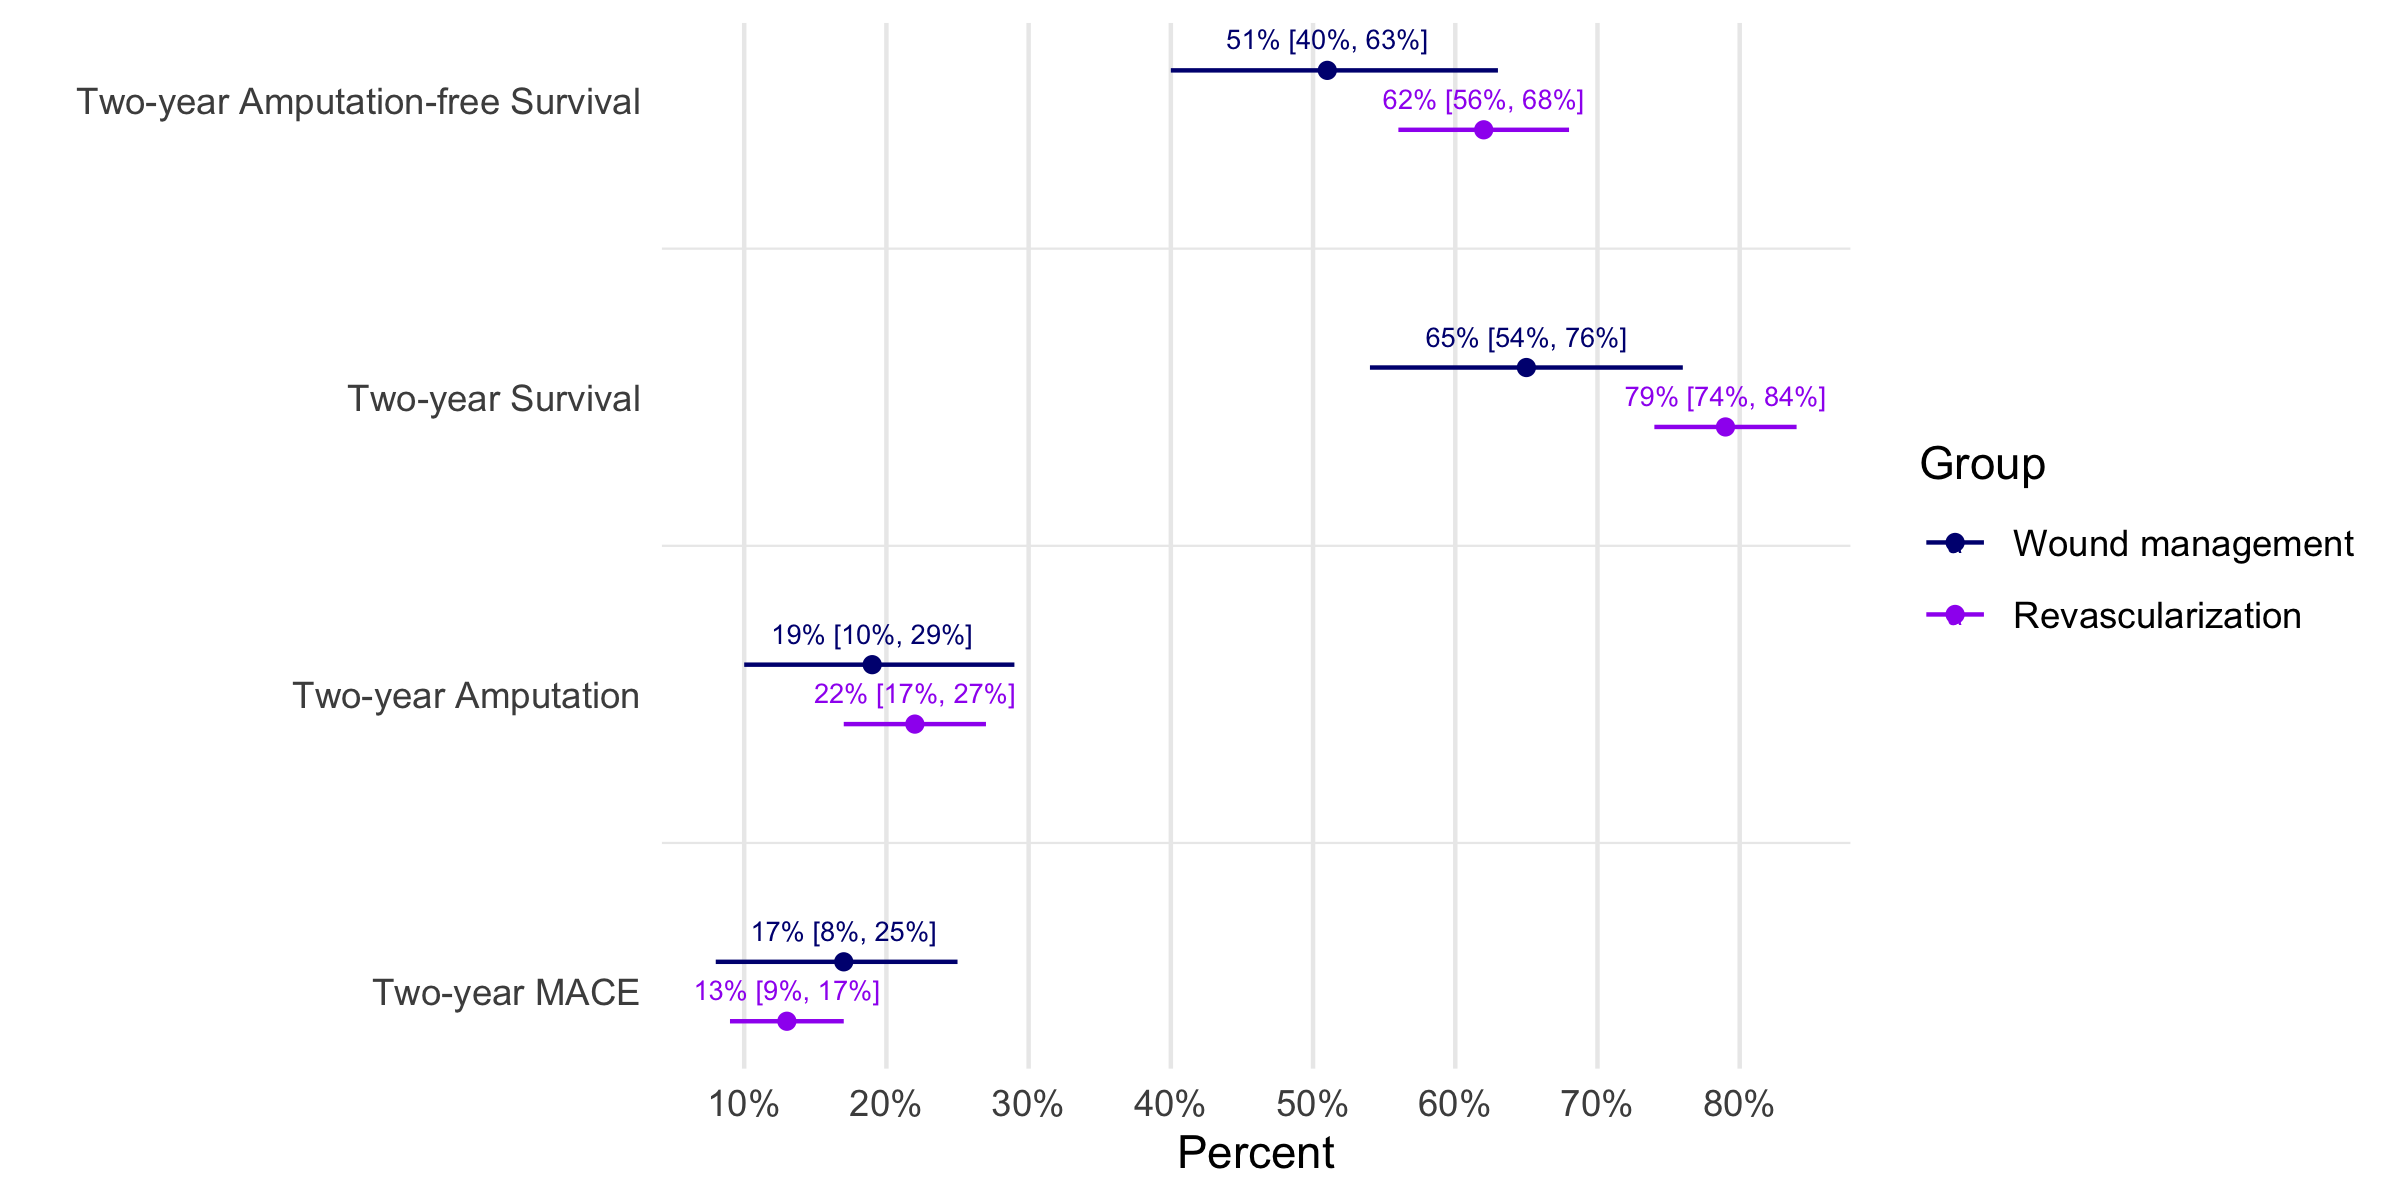 51% [40%, 63%]
Two-year Amputation-free Survival
62% [56%, 68%]
65% [54%, 76%]
Two-year Survival
79% [74%, 84%]
19% [10%, 29%]
Two-year Amputation
22% [17%, 27%]
17% [8%, 25%]
Two-year MACE
13% [9%, 17%]
10% 20% 30% 40% 50% 60% 70% 80%
Percent
Group
Wound management
Revascularization